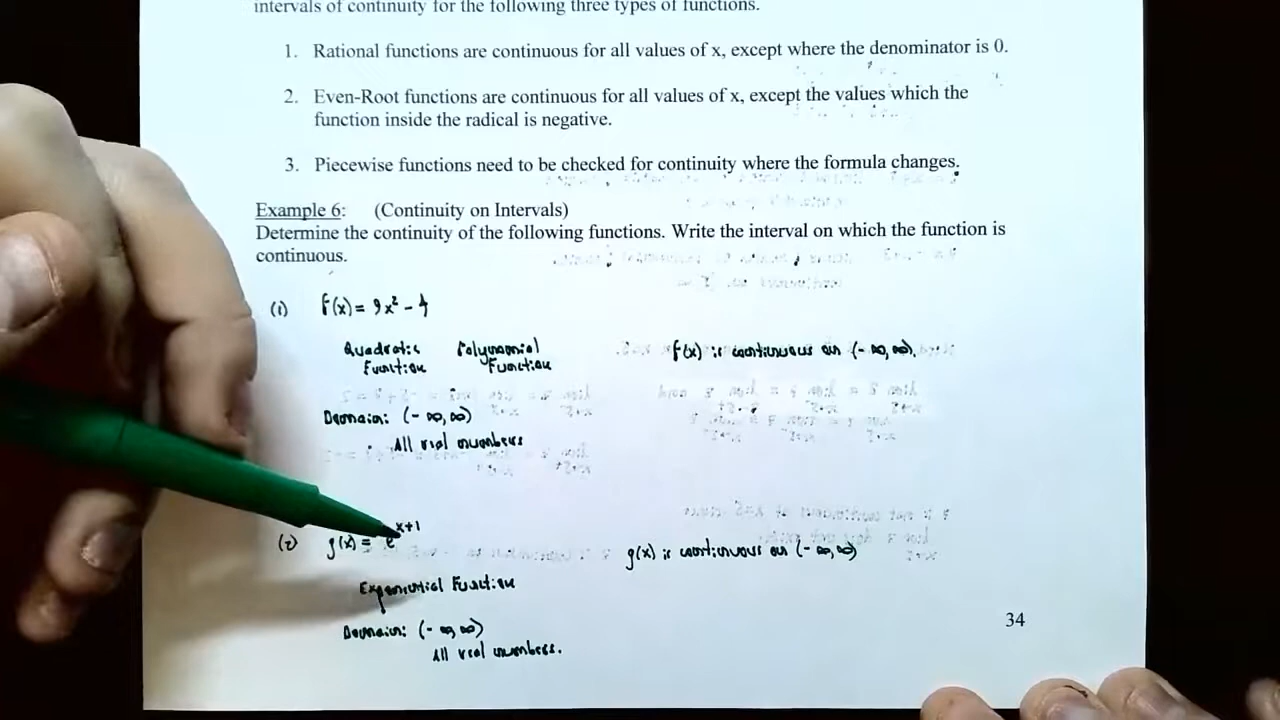 intervals of continuity for the following three types of functions.
1. Rational functions are continuous for all values of x, except where the denominator is 0.
2. Even-Root functions are continuous for all values of x, except the values which the
function inside the radical is negative.
3. Piecewise functions need to be checked for continuity where the formula changes.
Example 6: (Continuity on Intervals)
Determine the continuity of the following functions. Write the interval on which the function is
continuous.
(1) f(x) = 9x² - 4
Quadratic Polynomial
Function Function
f(x) is continuous on (-∞,∞).
Domain: (-∞,∞)
All real numbers
(2) g(x) = e^x+1
g(x) is continuous on (-∞,∞)
Exponential Function
Domain: (-∞,∞)
All real numbers.
34